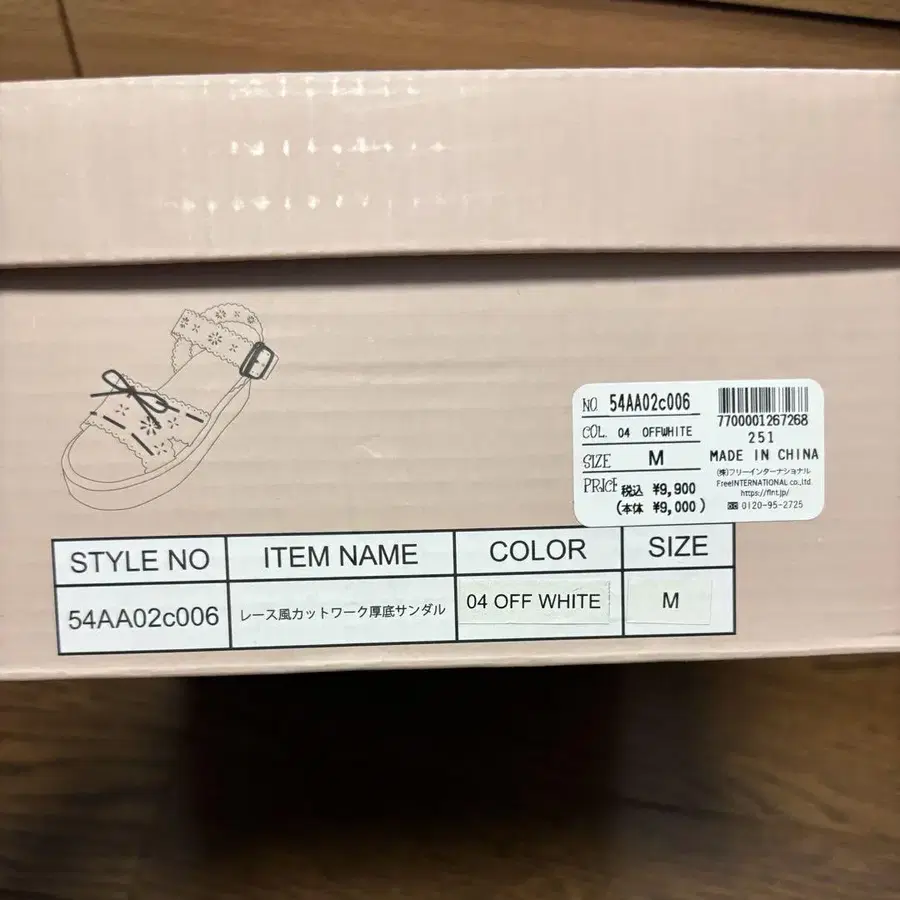 NO. 54AA02c006
COL. 04 OFFWHITE
SIZE M
PRICE 税込 ¥9,900
(本体 ¥9,000)
7700001267268
251
MADE IN CHINA
(株)フリーインターナショナル
FreeINTERNATIONAL co.,ltd.
https://flnt.jp/
0120-95-2725
STYLE NO ITEM NAME COLOR SIZE
54AA02c006 レース風カットワーク厚底サンダル 04 OFF WHITE M